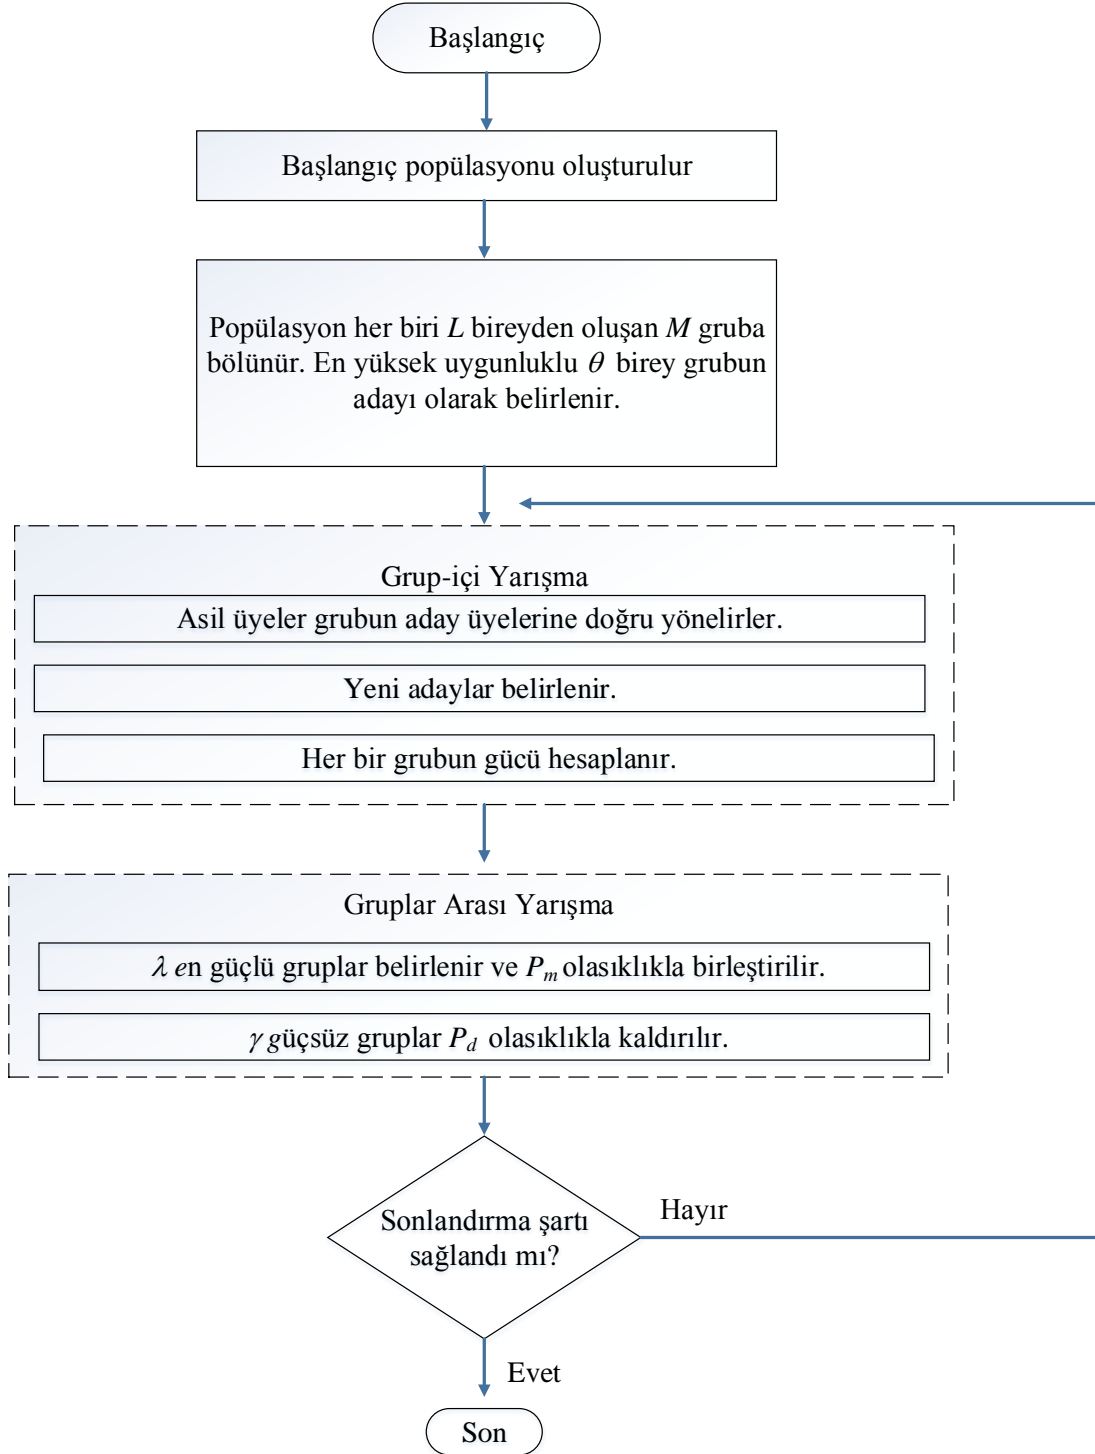 Başlangıç
Başlangıç popülasyonu oluşturulur
Popülasyon her biri L bireyden oluşan M gruba
bölünür. En yüksek uygunluklu θ birey grubun
adayı olarak belirlenir.
Grup-içi Yarışma
Asil üyeler grubun aday üyelerine doğru yönelirler.
Yeni adaylar belirlenir.
Her bir grubun gücü hesaplanır.
Gruplar Arası Yarışma
λ en güçlü gruplar belirlenir ve Pm olasıklıkla birleştirilir.
γ güçsüz gruplar Pd olasıklıkla kaldırılır.
Sonlandırma şartı
sağlandı mı?
Hayır
Evet
Son